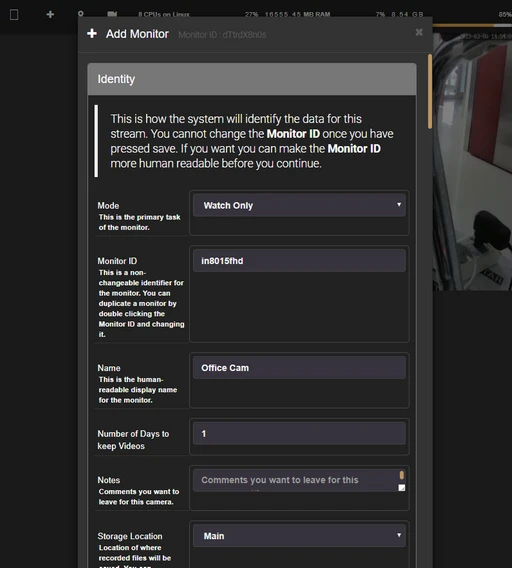 8 CPUs on Linux 27% 16555.45 MB RAM 7% 8.54 GB 85%
Add Monitor Monitor ID : dTfrdX8n0s
Identity
This is how the system will identify the data for this
stream. You cannot change the Monitor ID once you have
pressed save. If you want you can make the Monitor ID
more human readable before you continue.
Mode
This is the primary task
of the monitor.
Watch Only
Monitor ID
This is a non-
changeable identifier for
the monitor. You can
duplicate a monitor by
double clicking the
Monitor ID and changing
it.
in8015fhd
Name
This is the human-
readable display name
for the monitor.
Office Cam
Number of Days to
keep Videos
1
Notes
Comments you want to
leave for this camera.
Comments you want to leave for this
Storage Location
Location of where
recorded files will be
saved. You can
Main